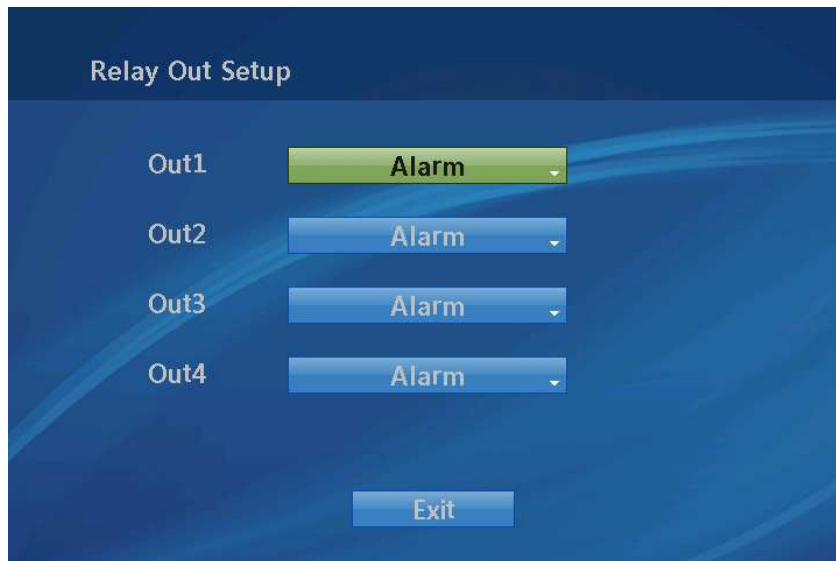 Relay Out Setup
Out1 Alarm
Out2 Alarm
Out3 Alarm
Out4 Alarm
Exit